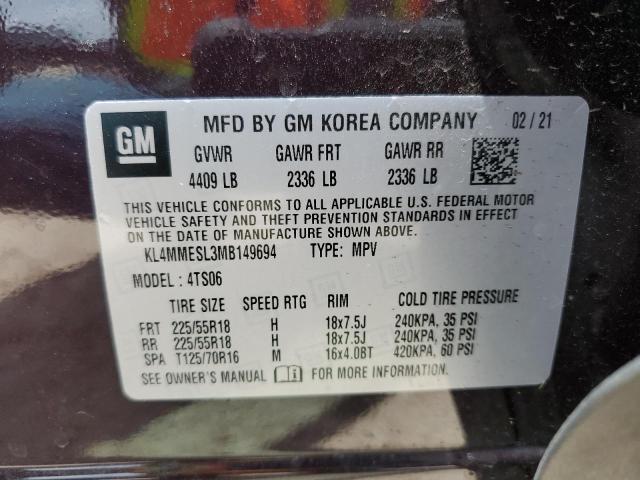 GM MFD BY GM KOREA COMPANY 02 / 21
GVWR GAWR FRT GAWR RR
4409 LB 2336 LB 2336 LB
THIS VEHICLE CONFORMS TO ALL APPLICABLE U.S. FEDERAL MOTOR
VEHICLE SAFETY AND THEFT PREVENTION STANDARDS IN EFFECT
ON THE DATE OF MANUFACTURE SHOWN ABOVE.
KL4MMESL3MB149694 TYPE: MPV
MODEL : 4TS06
TIRE SIZE SPEED RTG RIM COLD TIRE PRESSURE
FRT 225/55R18 H 18x7.5J 240KPA, 35 PSI
RR 225/55R18 H 18x7.5J 240KPA, 35 PSI
SPA T125/70R16 M 16x4.0BT 420KPA, 60 PSI
SEE OWNER'S MANUAL FOR MORE INFORMATION.